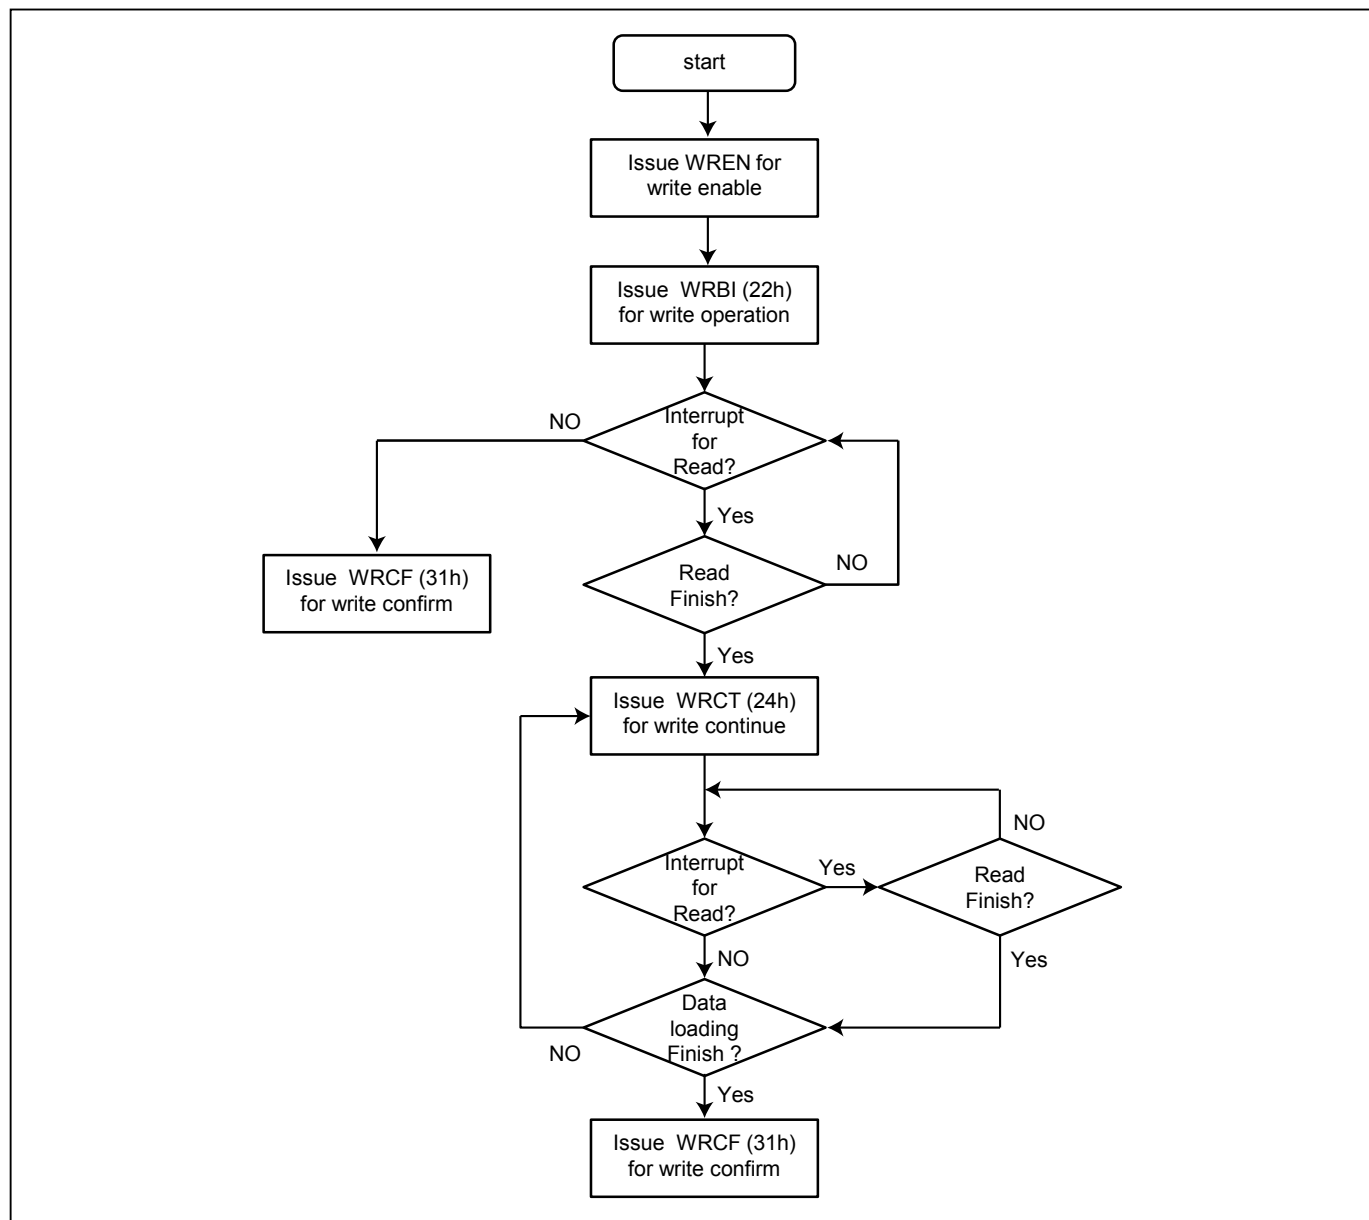 start
Issue WREN for
write enable
Issue WRBI (22h)
for write operation
NO
Interrupt
for
Read?
Yes
Issue WRCF (31h)
for write confirm
Read
Finish?
NO
Yes
Issue WRCT (24h)
for write continue
NO
Interrupt
for
Read?
Yes
Read
Finish?
NO
Yes
Data
loading
Finish ?
NO
Yes
Issue WRCF (31h)
for write confirm